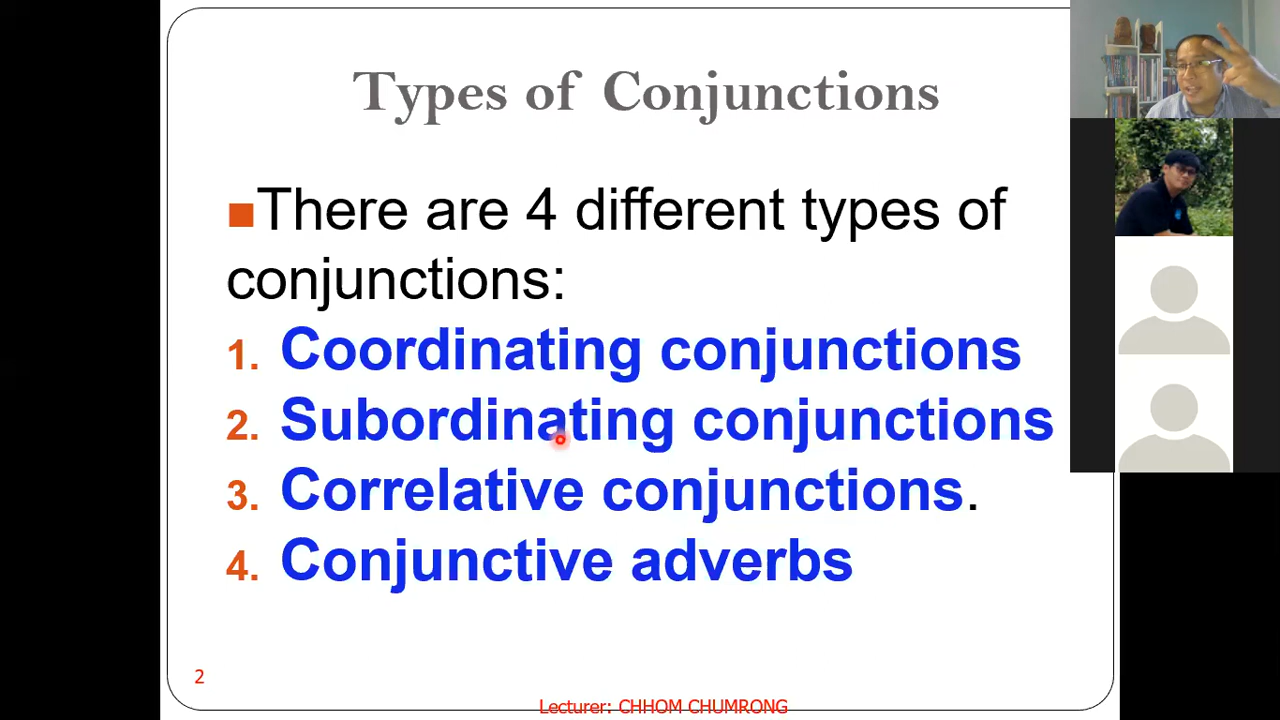 Types of Conjunctions
There are 4 different types of
conjunctions:
1. Coordinating conjunctions
2. Subordinating conjunctions
3. Correlative conjunctions.
4. Conjunctive adverbs
2
Lecturer: CHHOM CHUMRONG